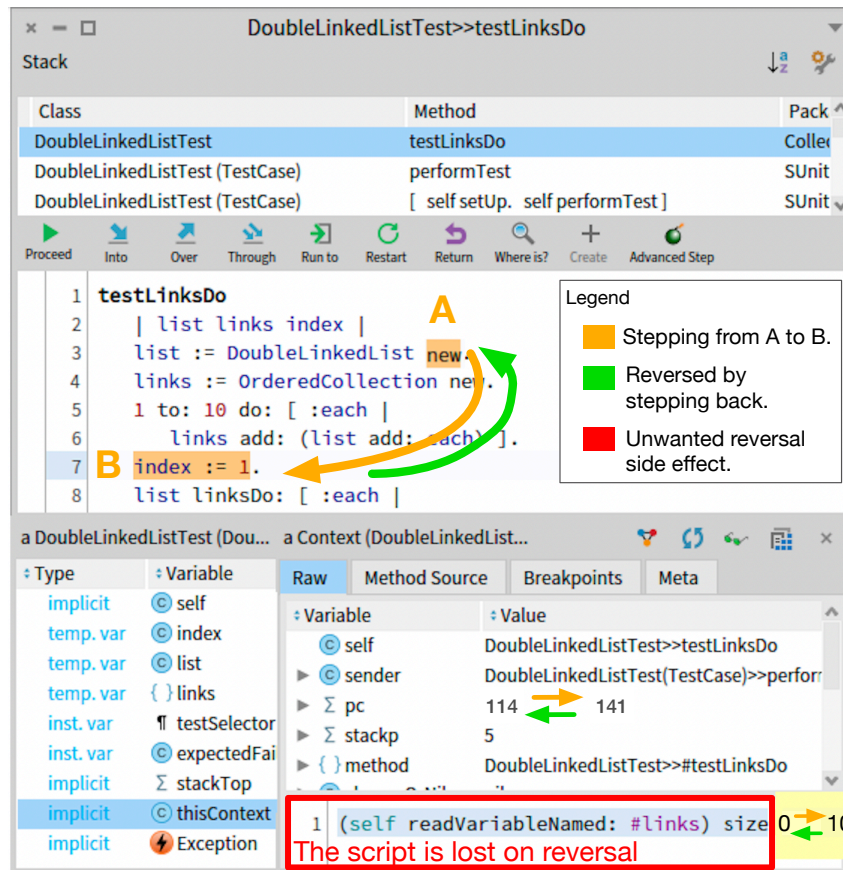 DoubleLinkedListTest>>testLinksDo
Stack
Class Method Pack
DoubleLinkedListTest testLinksDo Collec
DoubleLinkedListTest (TestCase) performTest SUnit
DoubleLinkedListTest (TestCase) [ self setUp. self performTest ] SUnit
Proceed Into Over Through Run to Restart Return Where is? Create Advanced Step
1 testLinksDo
2 | list links index |
3 list := DoubleLinkedList new.
4 links := OrderedCollection new.
5 1 to: 10 do: [ :each |
6 links add: (list add: each) ].
7 index := 1.
8 list linksDo: [ :each |
A
B
Legend
Stepping from A to B.
Reversed by
stepping back.
Unwanted reversal
side effect.
a DoubleLinkedListTest (Dou... a Context (DoubleLinkedList...
Type Variable
implicit self
temp. var index
temp. var list
temp. var { } links
inst. var ¶ testSelector
inst. var expectedFai
implicit Σ stackTop
implicit thisContext
implicit Exception
Raw Method Source Breakpoints Meta
Variable Value
self DoubleLinkedListTest>>testLinksDo
sender DoubleLinkedListTest(TestCase)>>perforr
Σ pc 114 141
Σ stackp 5
{ } method DoubleLinkedListTest>>#testLinksDo
1 (self readVariableNamed: #links) size 0 10
The script is lost on reversal